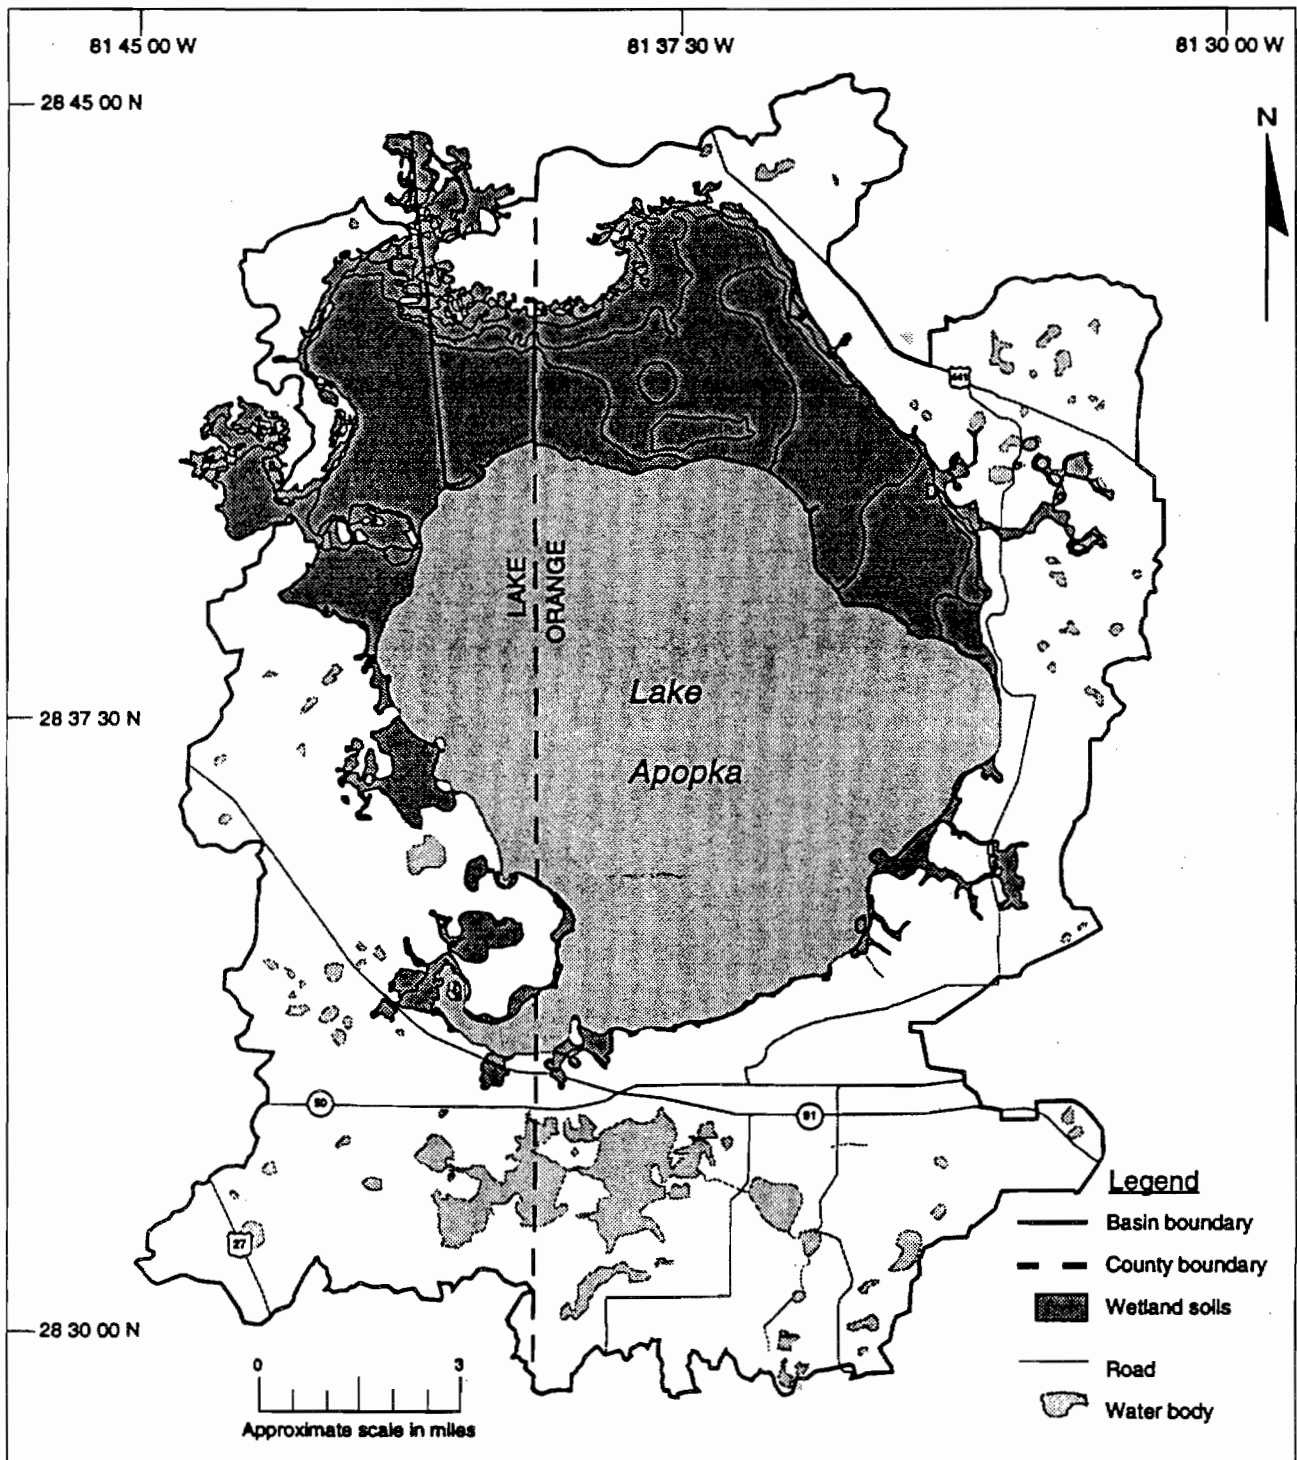 81 45 00 W
81 37 30 W
81 30 00 W
28 45 00 N
N
441
LAKE
ORANGE
Lake
Apopka
28 37 30 N
50
91
27
28 30 00 N
0
3
Approximate scale in miles
Legend
Basin boundary
County boundary
Wetland soils
Road
Water body